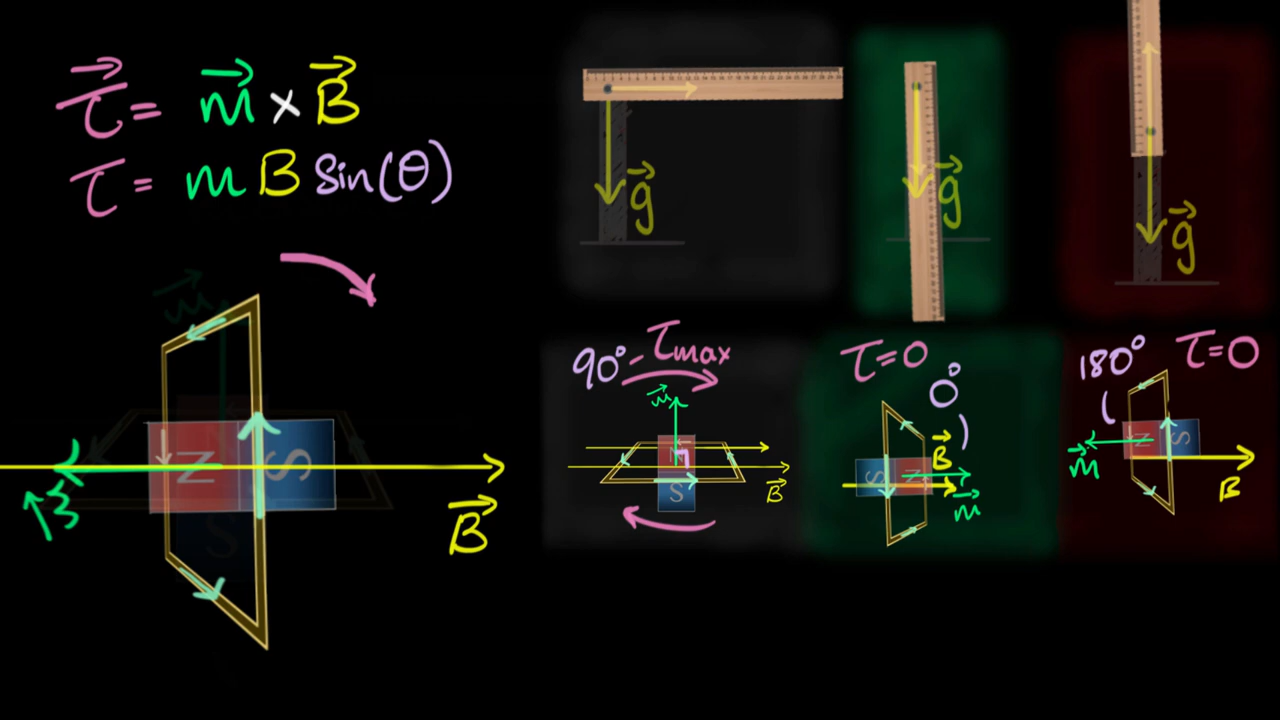 τ⃗ = m⃗ × B⃗
τ = m B Sin(θ)
g⃗
g⃗
g⃗
m⃗
N
S
S
m⃗
B⃗
90° - τmax
m⃗
S
B⃗
τ = 0
0°
B⃗
S
N
m⃗
180°
τ = 0
N
S
m⃗
B